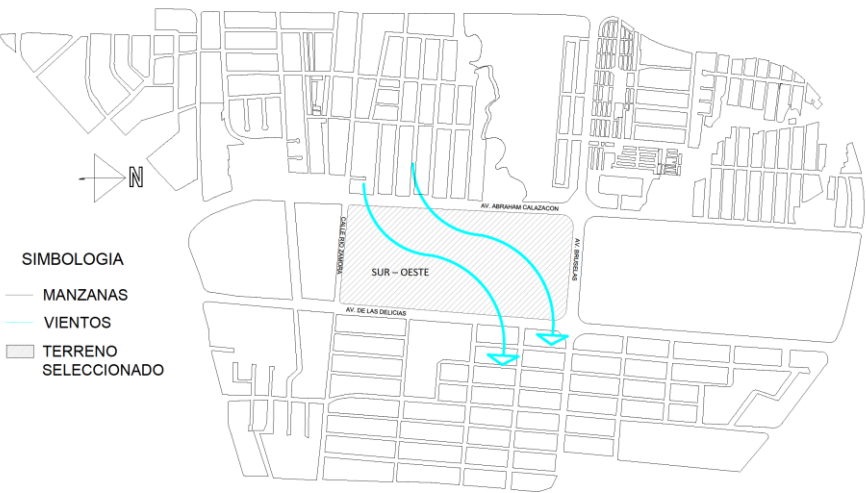 N
AV. ABRAHAM CALAZACON
CALLE RIO ZAMORA
AV. BRUSELAS
SUR – OESTE
AV. DE LAS DELICIAS
SIMBOLOGIA
MANZANAS
VIENTOS
TERRENO
SELECCIONADO